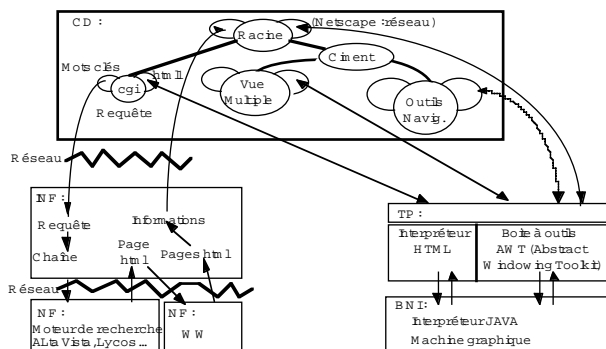 CD :
(Netscape:réseau)
Racine
Mots clés
html
Ciment
cgi
Vue
Multiple
Outils
Navig.
Requête
Réseau
INF:
Requête
Informations
Chaîne
Page
html
Pages html
TP:
Interpréteur
HTML
Boite à outils
AWT (Abstract
Windowing Toolkit)
Réseau
NF:
Moteur de recherche
ALta Vista, Lycos ...
NF:
WW
BNI:
Interpréteur JAVA
Machine graphique